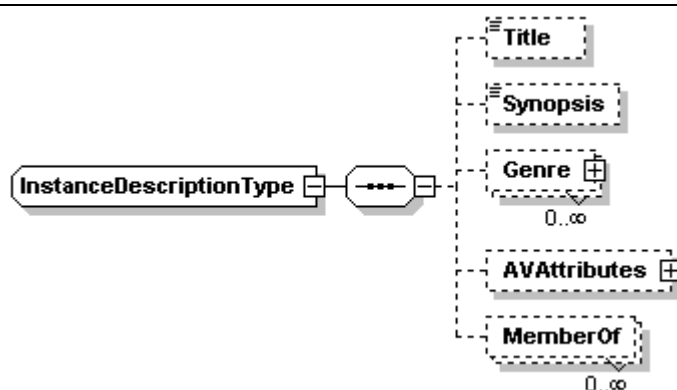 Title
Synopsis
InstanceDescriptionType
Genre
0..∞
AVAttributes
MemberOf
0..∞